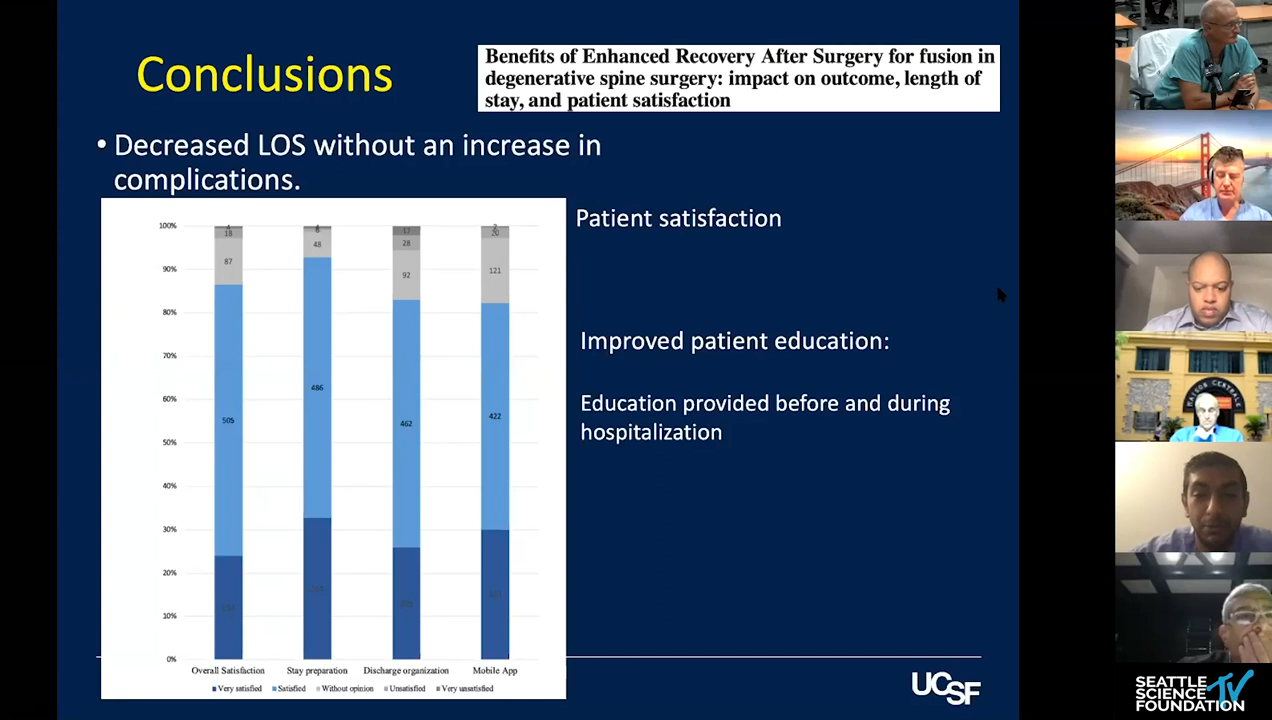 Conclusions
Benefits of Enhanced Recovery After Surgery for fusion in
degenerative spine surgery: impact on outcome, length of
stay, and patient satisfaction
• Decreased LOS without an increase in
complications.
Patient satisfaction
Improved patient education:
Education provided before and during
hospitalization
100%
90%
80%
70%
60%
50%
40%
30%
20%
10%
0%
4
18
87
505
48
486
28
92
462
20
121
422
Overall Satisfaction
Stay preparation
Discharge organization
Mobile App
Very satisfied
Satisfied
Without opinion
Unsatisfied
Very unsatisfied
UCSF
MAISON CENTRALE
SEATTLE
SCIENCE
FOUNDATION
TV